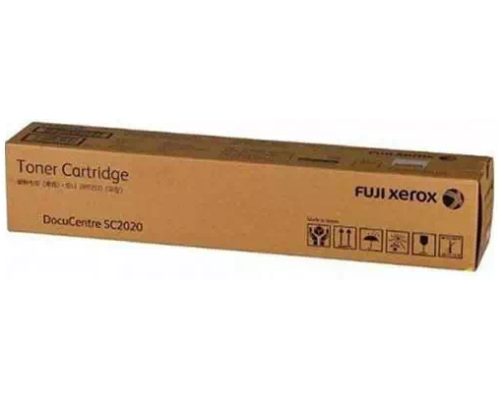 Toner Cartridge
DocuCentre SC2020
FUJI xerox